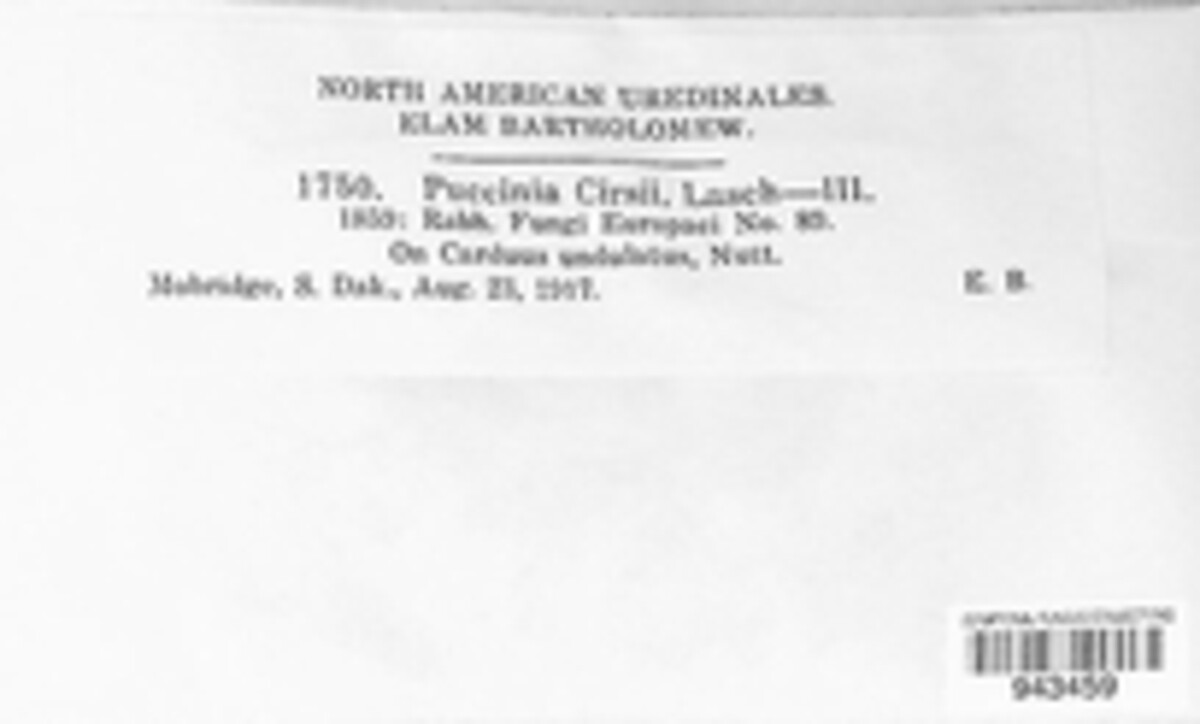 NORTH AMERICAN UREDINALES.
ELAM BARTHOLOMEW.
1750. Puccinia Cirsii, Lasch—III.
1859: Rabh. Fungi Europaei No. 89.
On Carduus undulatus, Nutt.
Mobridge, S. Dak., Aug. 23, 1917.
E. B.
943459